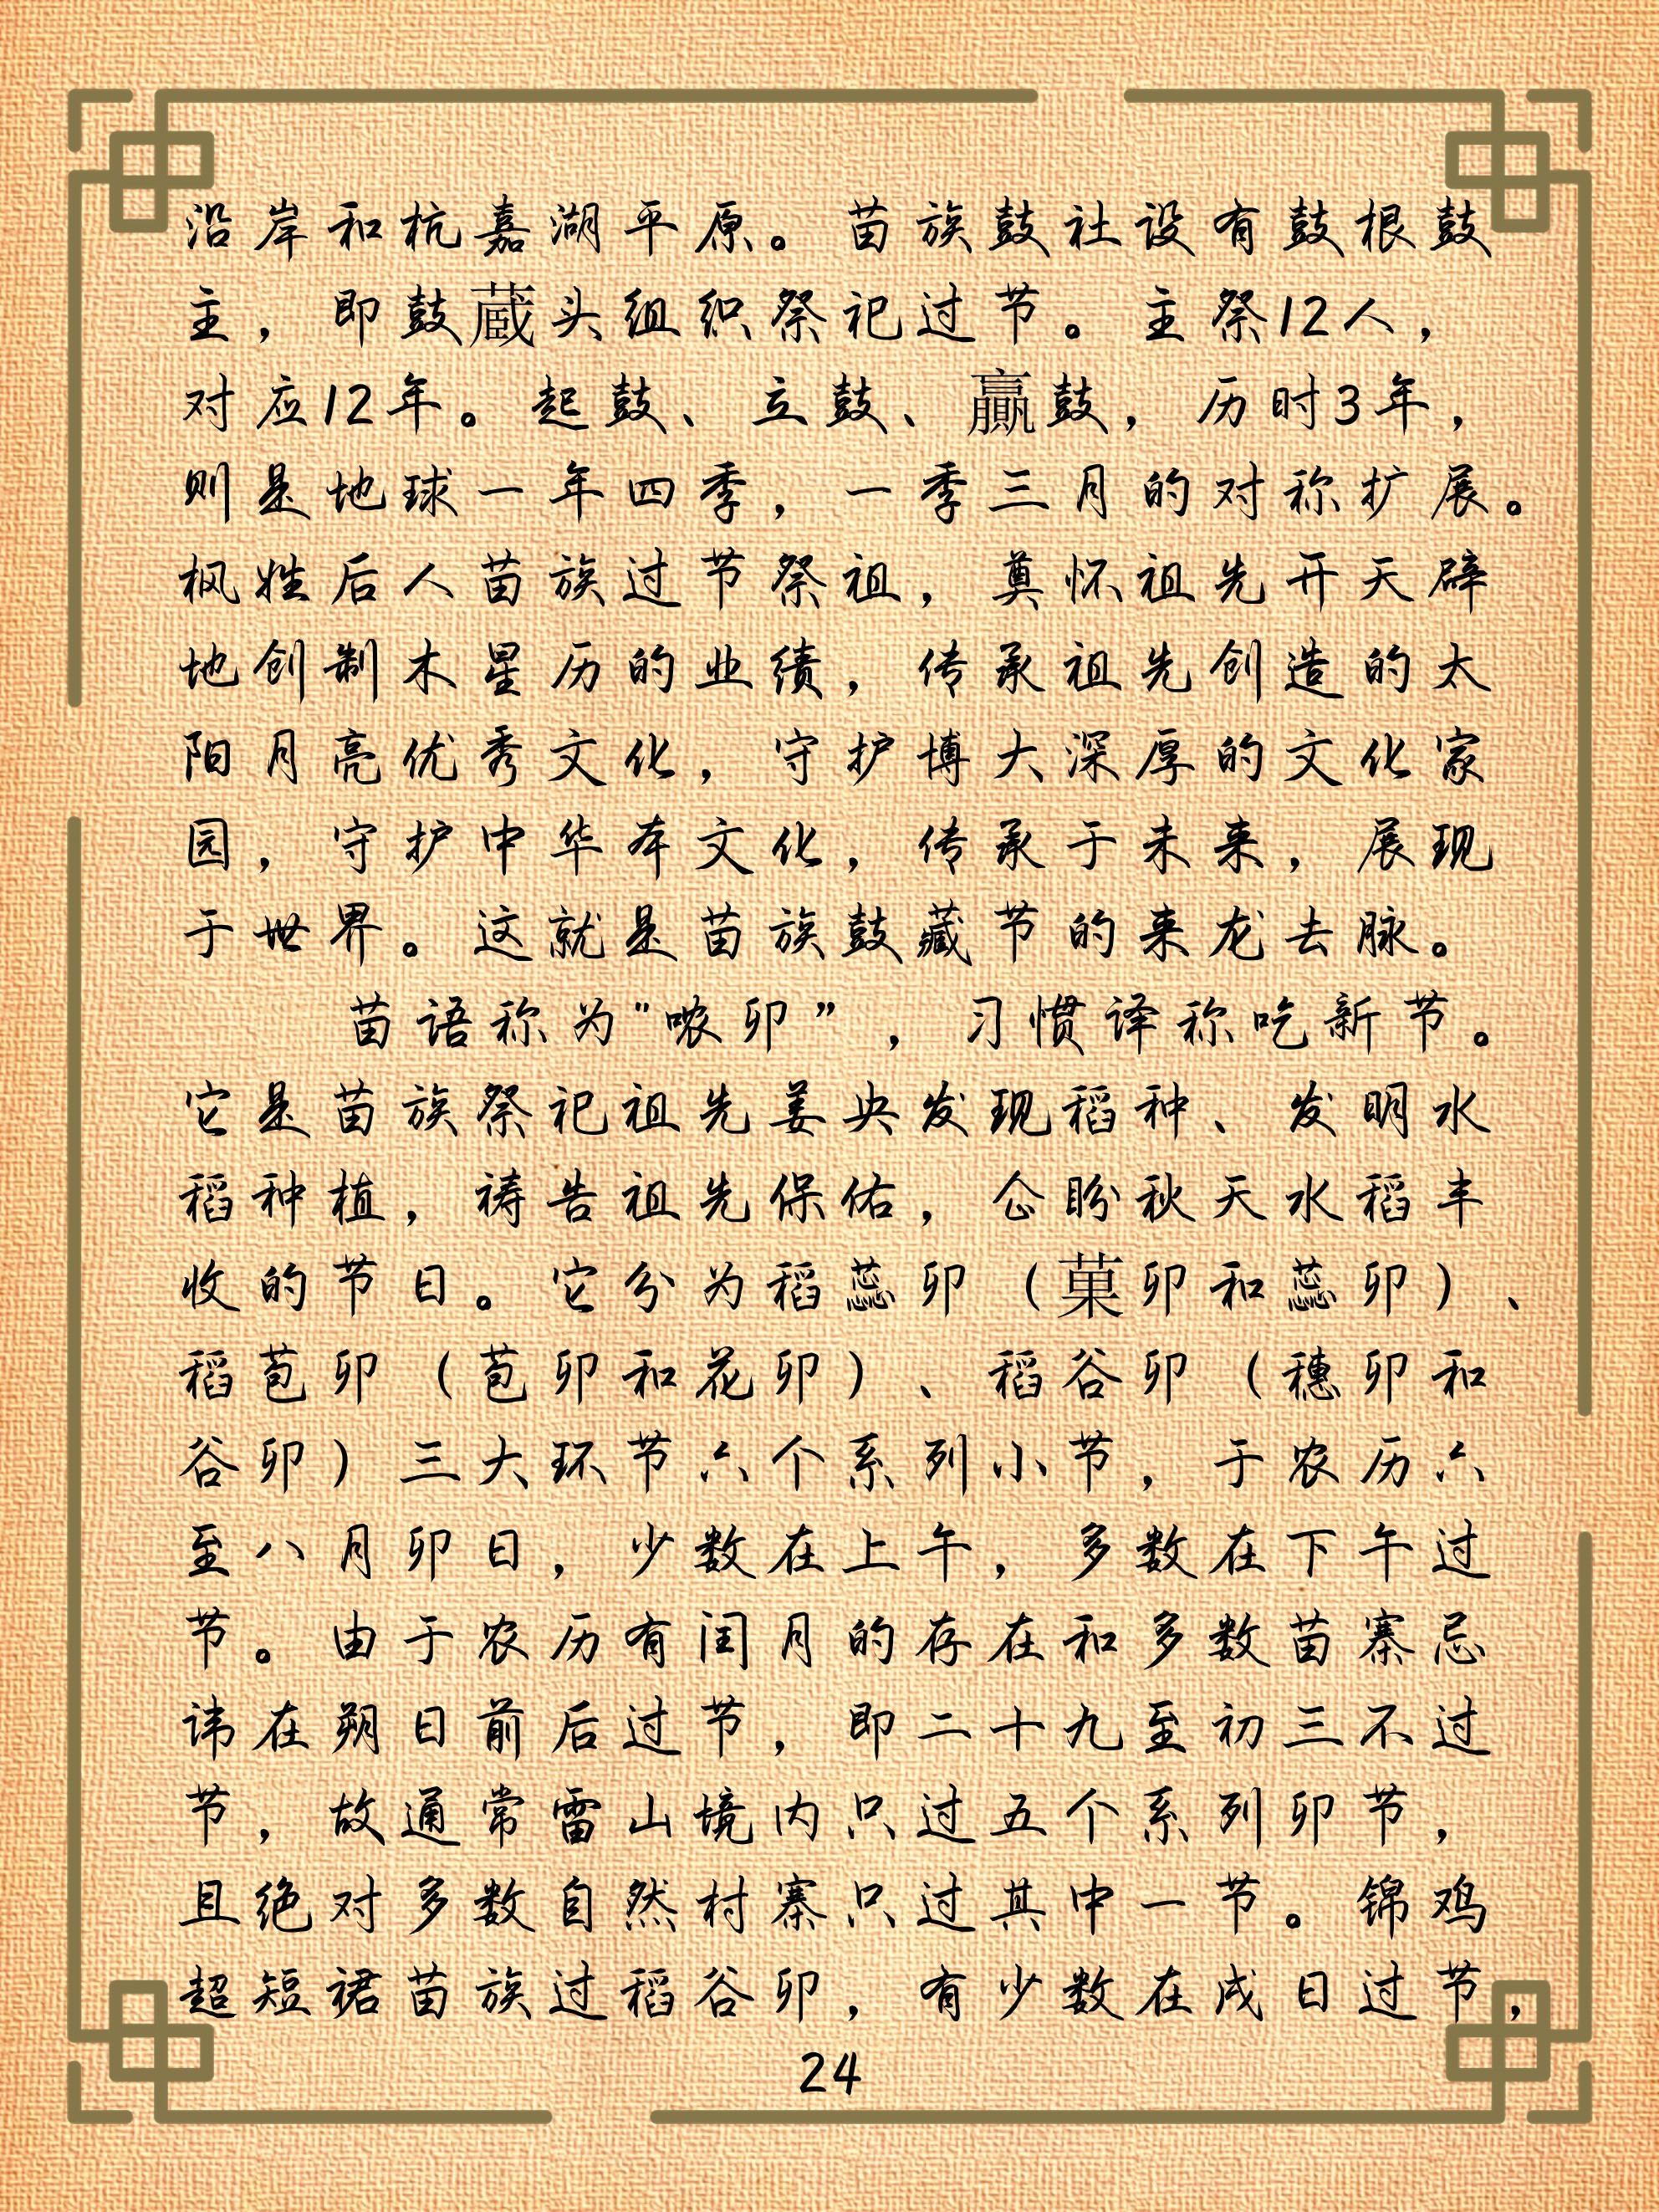 沿岸和杭嘉湖平原。苗族鼓社设有鼓根鼓
主，即鼓蔵头组织祭祀过节。主祭12人，
对应12年。起鼓、立鼓、赢鼓，历时3年，
则是地球一年四季，一季三月的对称扩展。
枫姓后人苗族过节祭祖，奠怀祖先开天辟
地创制木星历的业绩，传承祖先创造的太
阳月亮优秀文化，守护博大深厚的文化家
园，守护中华本文化，传承于未来，展现
于世界。这就是苗族鼓藏节的来龙去脉。
苗语称为"哝卯”，习惯译称吃新节。
它是苗族祭祀祖先姜央发现稻种、发明水
稻种植，祷告祖先保佑，仚盼秋天水稻丰
收的节日。它分为稻蕊卯（菓卯和蕊卯）、
稻苞卯（苞卯和花卯）、稻谷卯（穗卯和
谷卯）三大环节六个系列小节，于农历六
至八月卯日，少数在上午，多数在下午过
节。由于农历有闰月的存在和多数苗寨忌
讳在朔日前后过节，即二十九至初三不过
节，故通常雷山境内只过五个系列卯节，
且绝对多数自然村寨只过其中一节。锦鸡
超短裙苗族过稻谷卯，有少数在戌日过节，
24